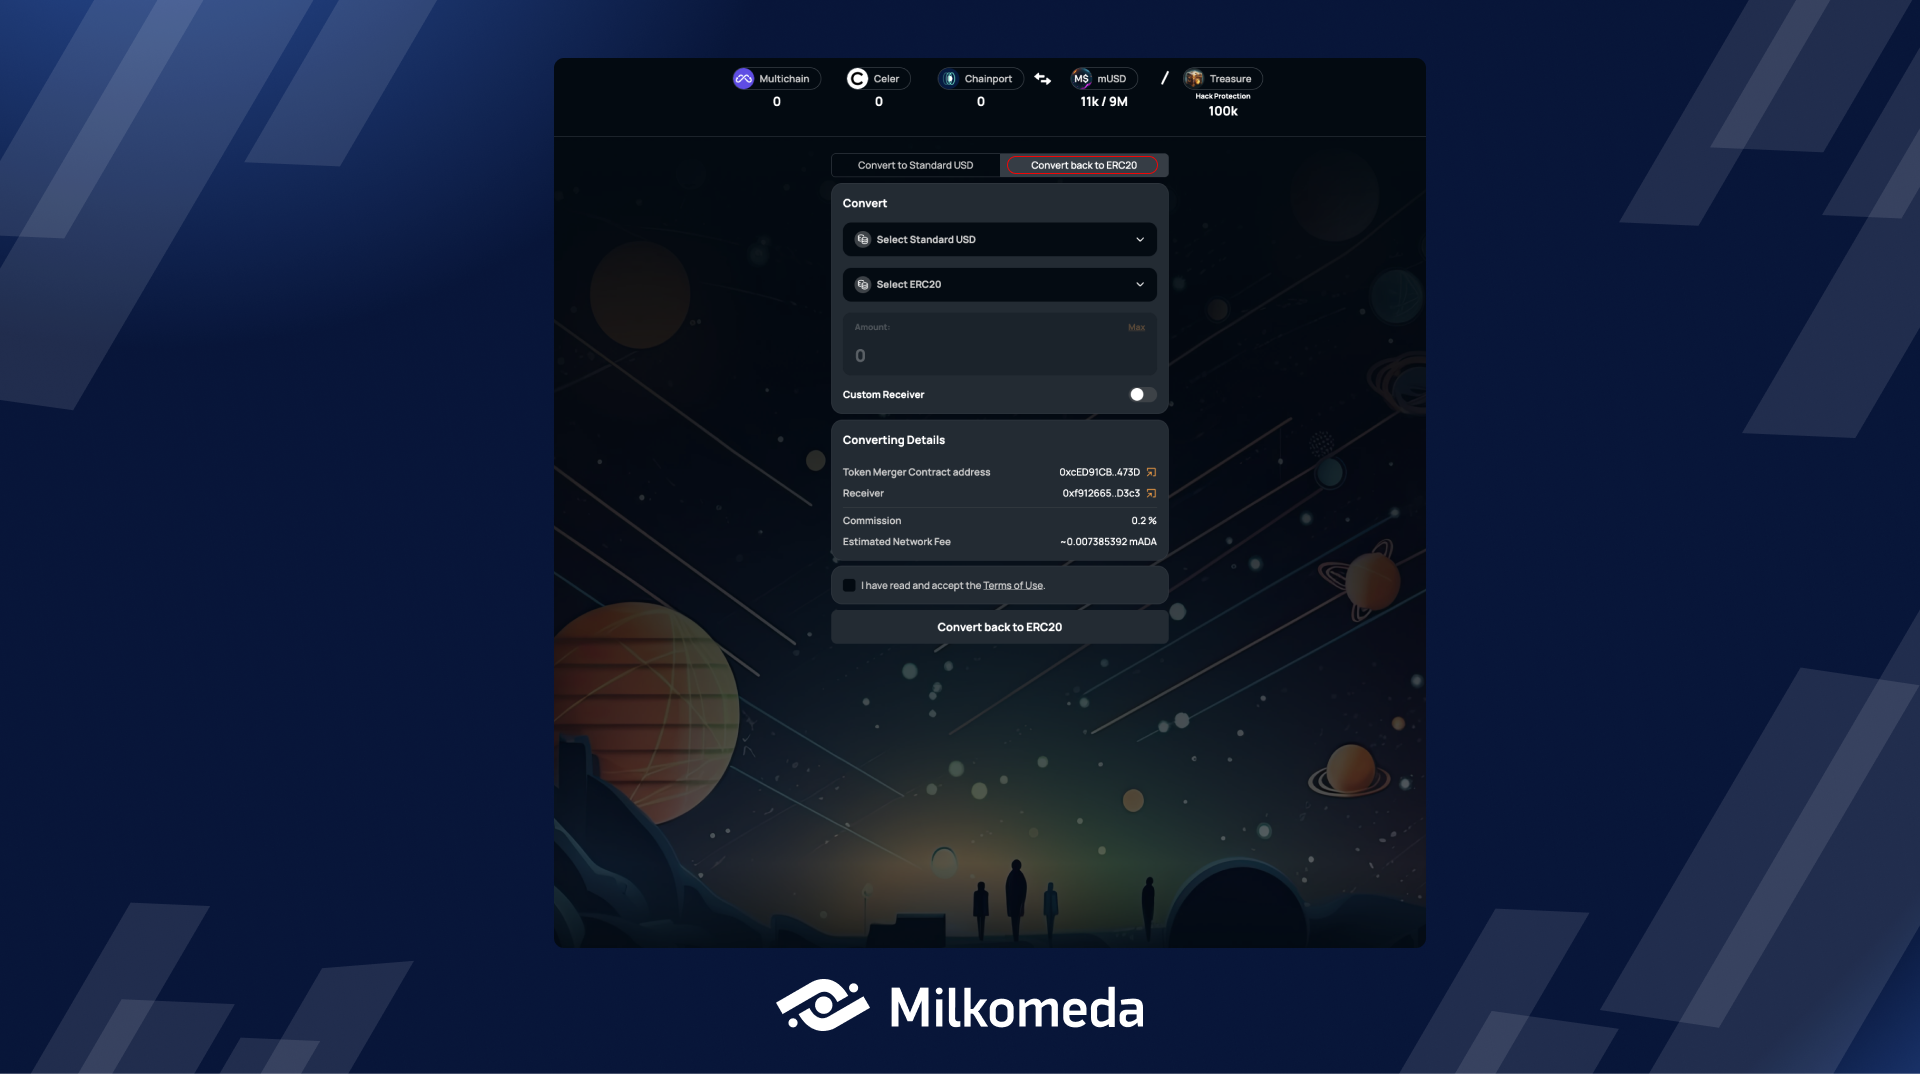 Multichain
0
Celer
0
Chainport
0
M$ mUSD
11k / 9M
/
Treasure
Hack Protection
100k
Convert to Standard USD
Convert back to ERC20
Convert
Select Standard USD
Select ERC20
Amount:
Max
0
Custom Receiver
Converting Details
Token Merger Contract address 0xcED91CB..473D
Receiver 0xf912665..D3c3
Commission 0.2 %
Estimated Network Fee ~0.007385392 mADA
I have read and accept the Terms of Use.
Convert back to ERC20
Milkomeda